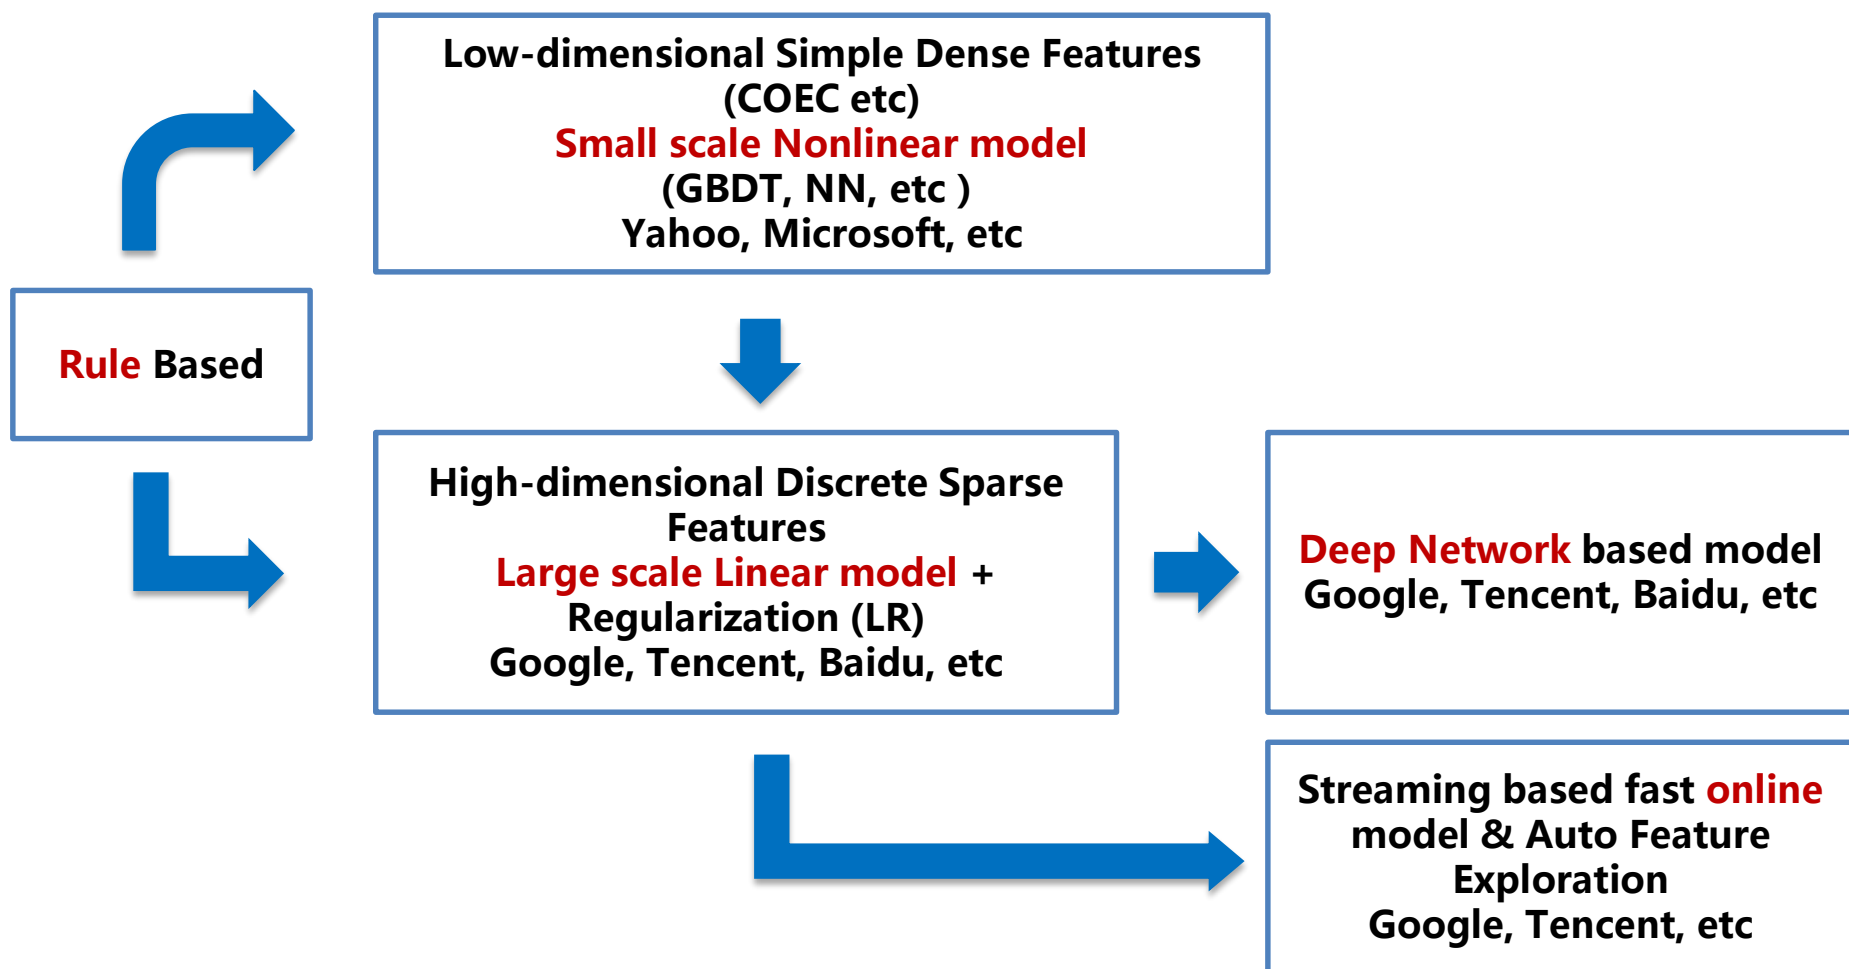 Low-dimensional Simple Dense Features
(COEC etc)
Small scale Nonlinear model
(GBDT, NN, etc )
Yahoo, Microsoft, etc
Rule Based
High-dimensional Discrete Sparse
Features
Large scale Linear model +
Regularization (LR)
Google, Tencent, Baidu, etc
Deep Network based model
Google, Tencent, Baidu, etc
Streaming based fast online
model & Auto Feature
Exploration
Google, Tencent, etc